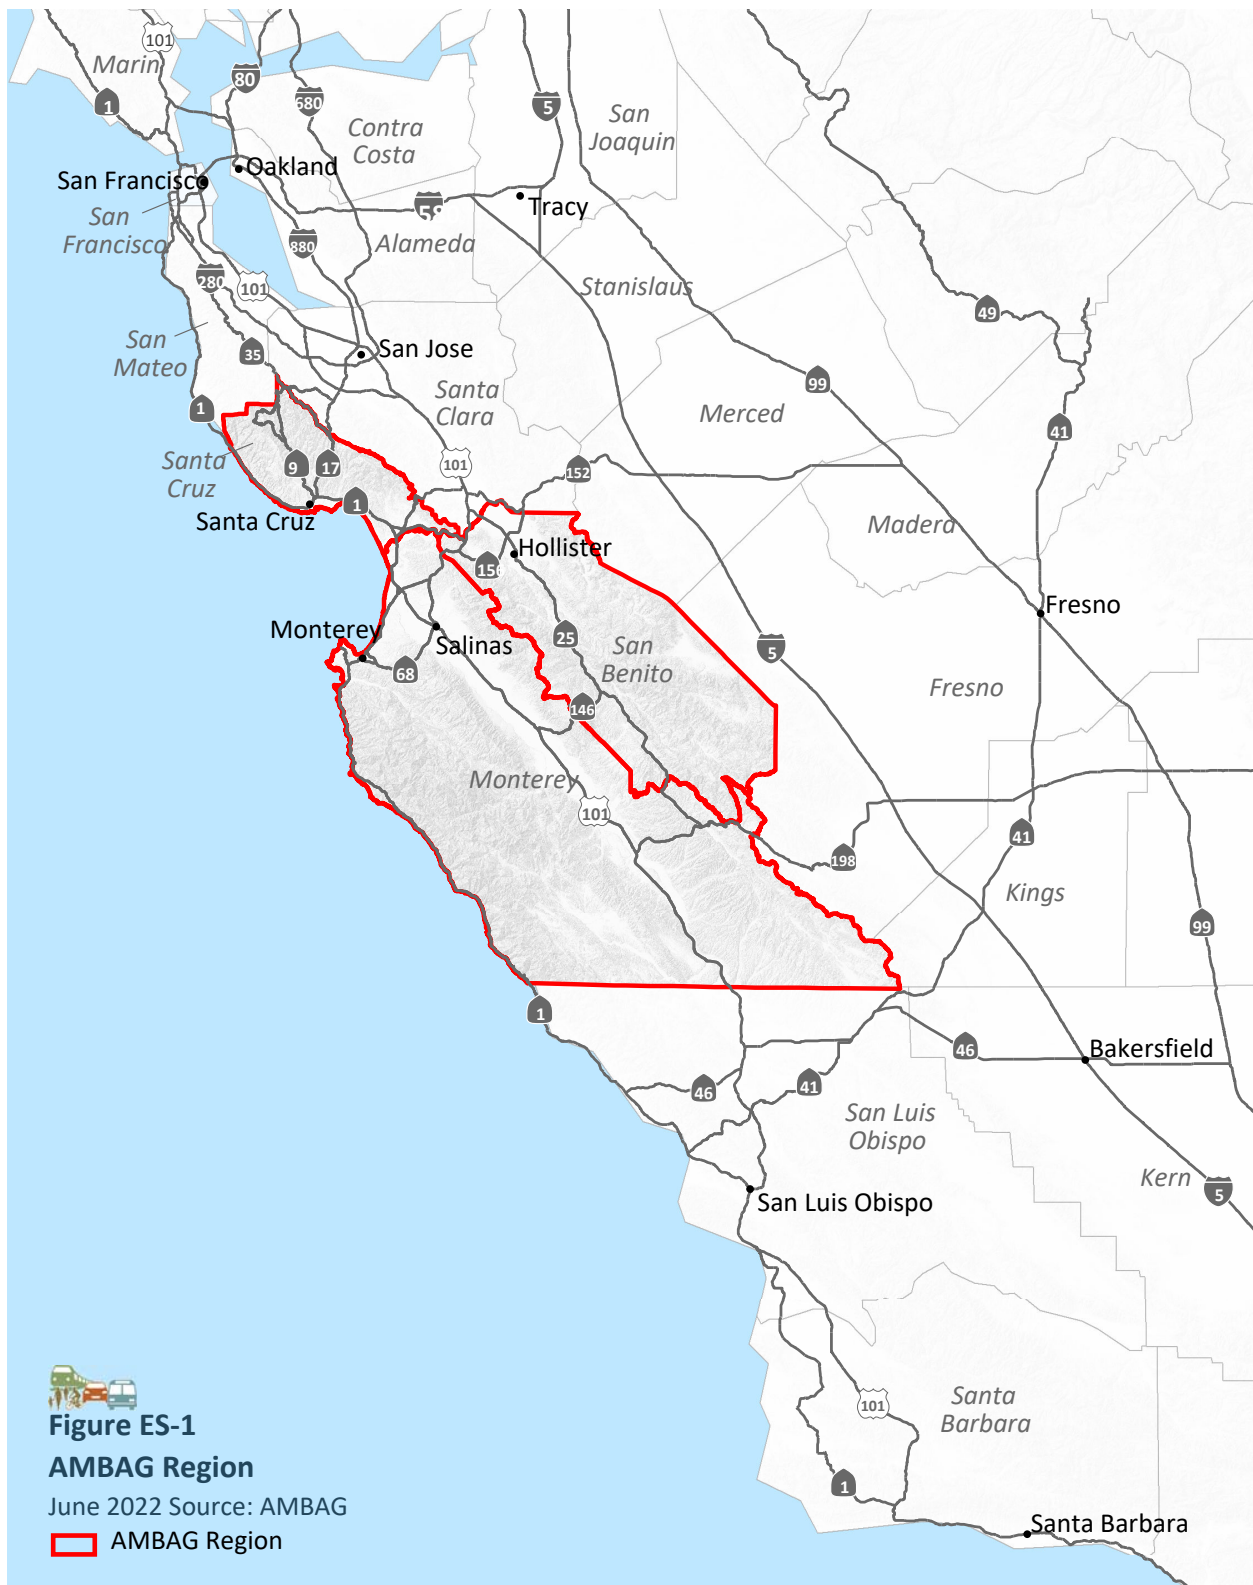 101
Marin
80
1
680
5
San
Joaquin
Contra
Costa
Oakland
San Francisco
Tracy
San
Francisco
880
Alameda
280
101
Stanislaus
49
San
Mateo
35
San Jose
99
Santa
Clara
Merced
1
41
Santa
Cruz
9
17
101
152
Santa Cruz
1
Madera
Hollister
156
Fresno
Monterey
Salinas
25
San
Benito
5
68
Fresno
146
Monterey
101
41
198
Kings
99
1
46
Bakersfield
46
41
San Luis
Obispo
Kern
5
San Luis Obispo
Santa
Barbara
101
1
Santa Barbara
Figure ES-1
AMBAG Region
June 2022 Source: AMBAG
AMBAG Region